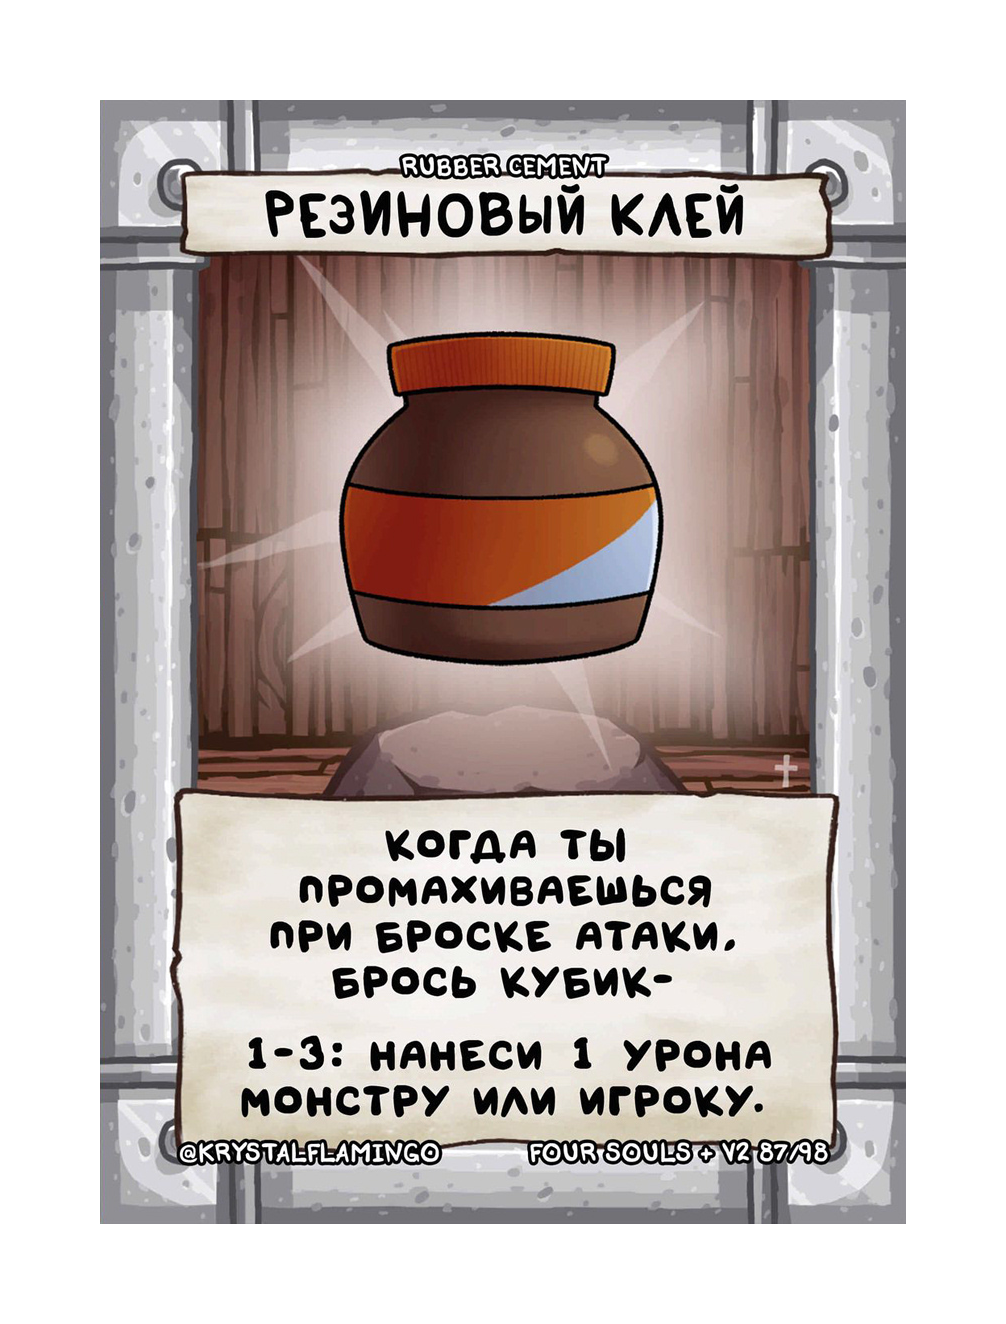 RUBBER CEMENT
РЕЗИНОВЫЙ КЛЕЙ
КОГДА ТЫ
ПРОМАХИВАЕШЬСЯ
ПРИ БРОСКЕ АТАКИ,
БРОСЬ КУБИК-
1-3: НАНЕСИ 1 УРОНА
МОНСТРУ ИЛИ ИГРОКУ.
@KRYSTALFLAMINGO FOUR SOULS + V2 87/98